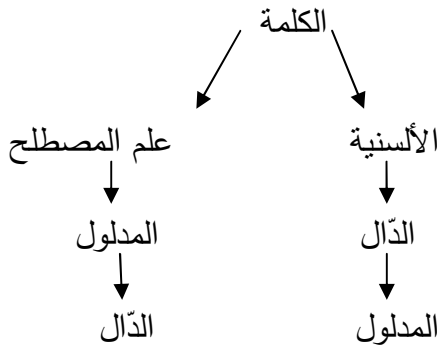 الكلمة
الألسنية علم المصطلح
الدّال المدلول
المدلول الدّال